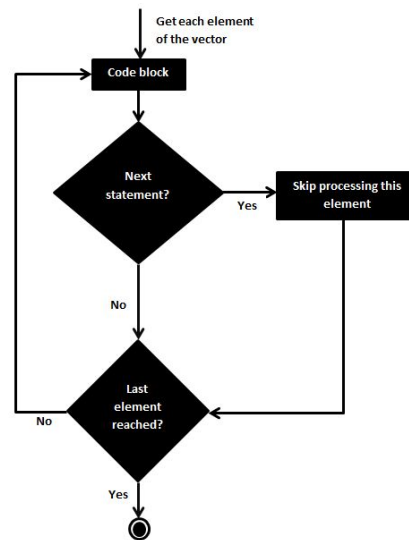 Get each element
of the vector
Code block
Next
statement?
Yes
Skip processing this
element
No
Last
element
reached?
No
Yes